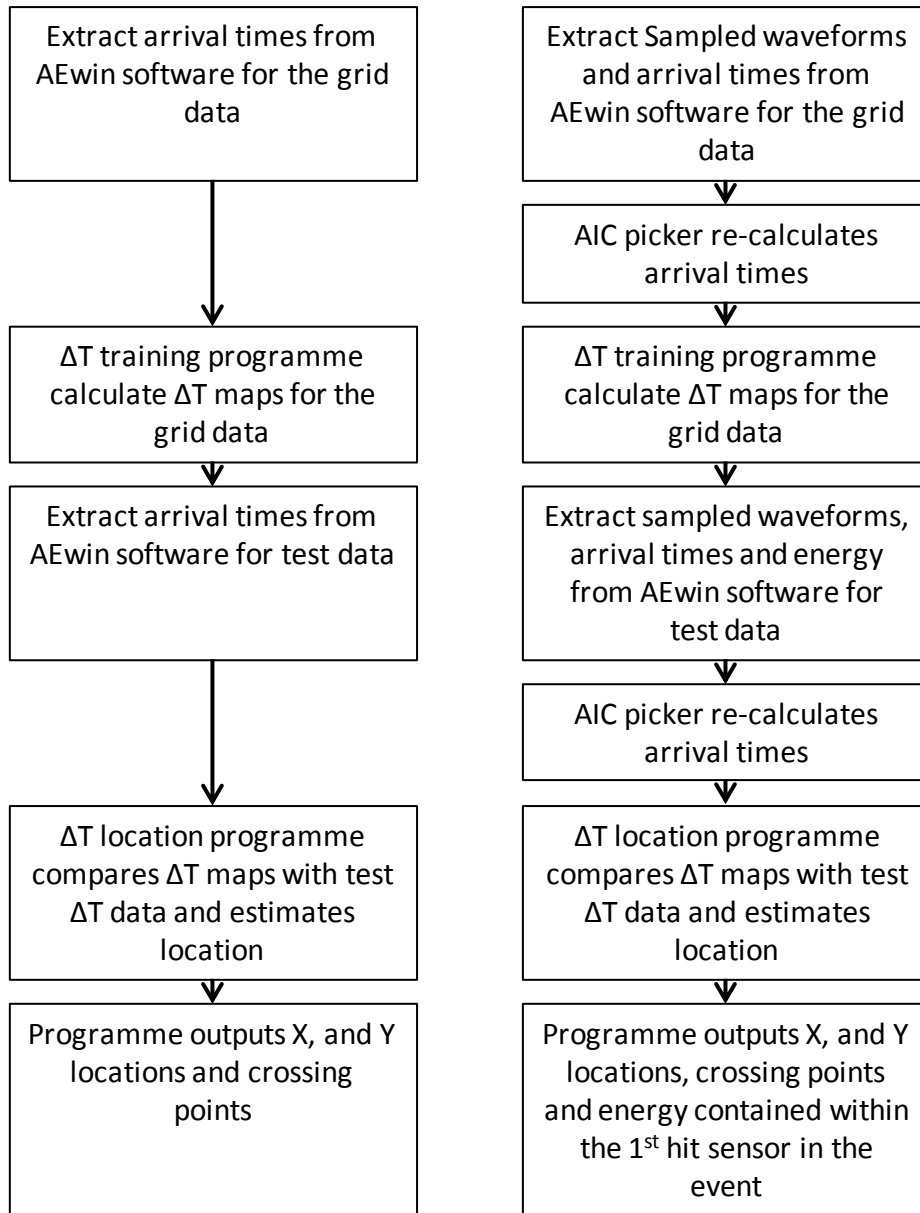 Extract arrival times from
AEwin software for the grid
data
ΔT training programme
calculate ΔT maps for the
grid data
Extract arrival times from
AEwin software for test data
ΔT location programme
compares ΔT maps with test
ΔT data and estimates
location
Programme outputs X, and Y
locations and crossing
points
Extract Sampled waveforms
and arrival times from
AEwin software for the grid
data
AIC picker re-calculates
arrival times
ΔT training programme
calculate ΔT maps for the
grid data
Extract sampled waveforms,
arrival times and energy
from AEwin software for
test data
AIC picker re-calculates
arrival times
ΔT location programme
compares ΔT maps with test
ΔT data and estimates
location
Programme outputs X, and Y
locations, crossing points
and energy contained within
the 1st hit sensor in the
event